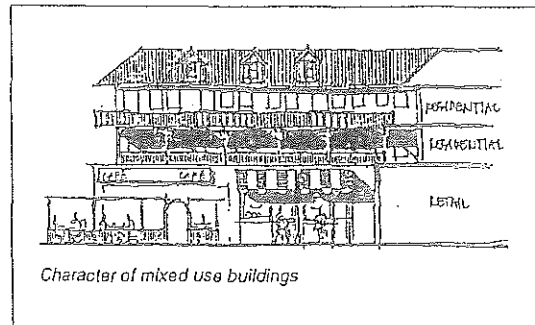 RESIDENTIAL
RESIDENTIAL
CAFE CAFE
RETAIL
Character of mixed use buildings